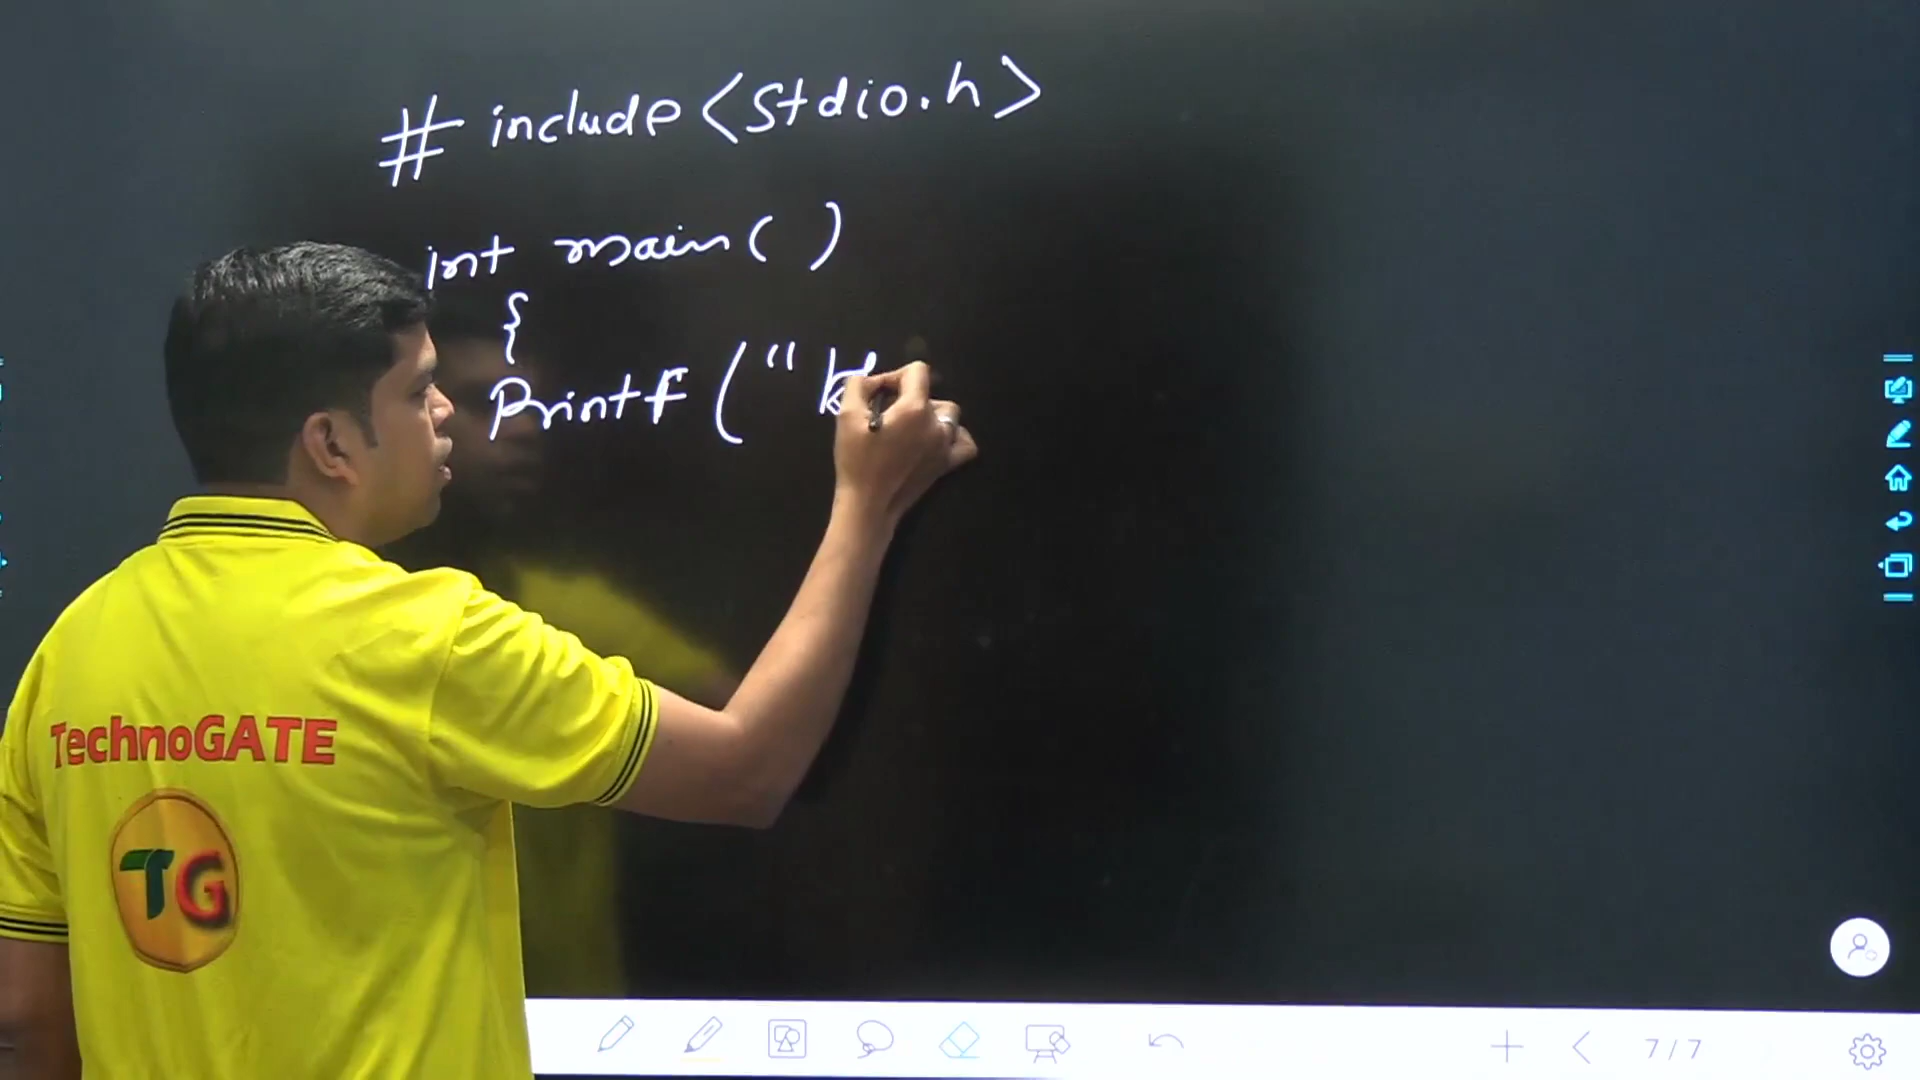 # include <stdio.h>
int main( )
{
Printf ("
TechnoGATE
TG
7/7